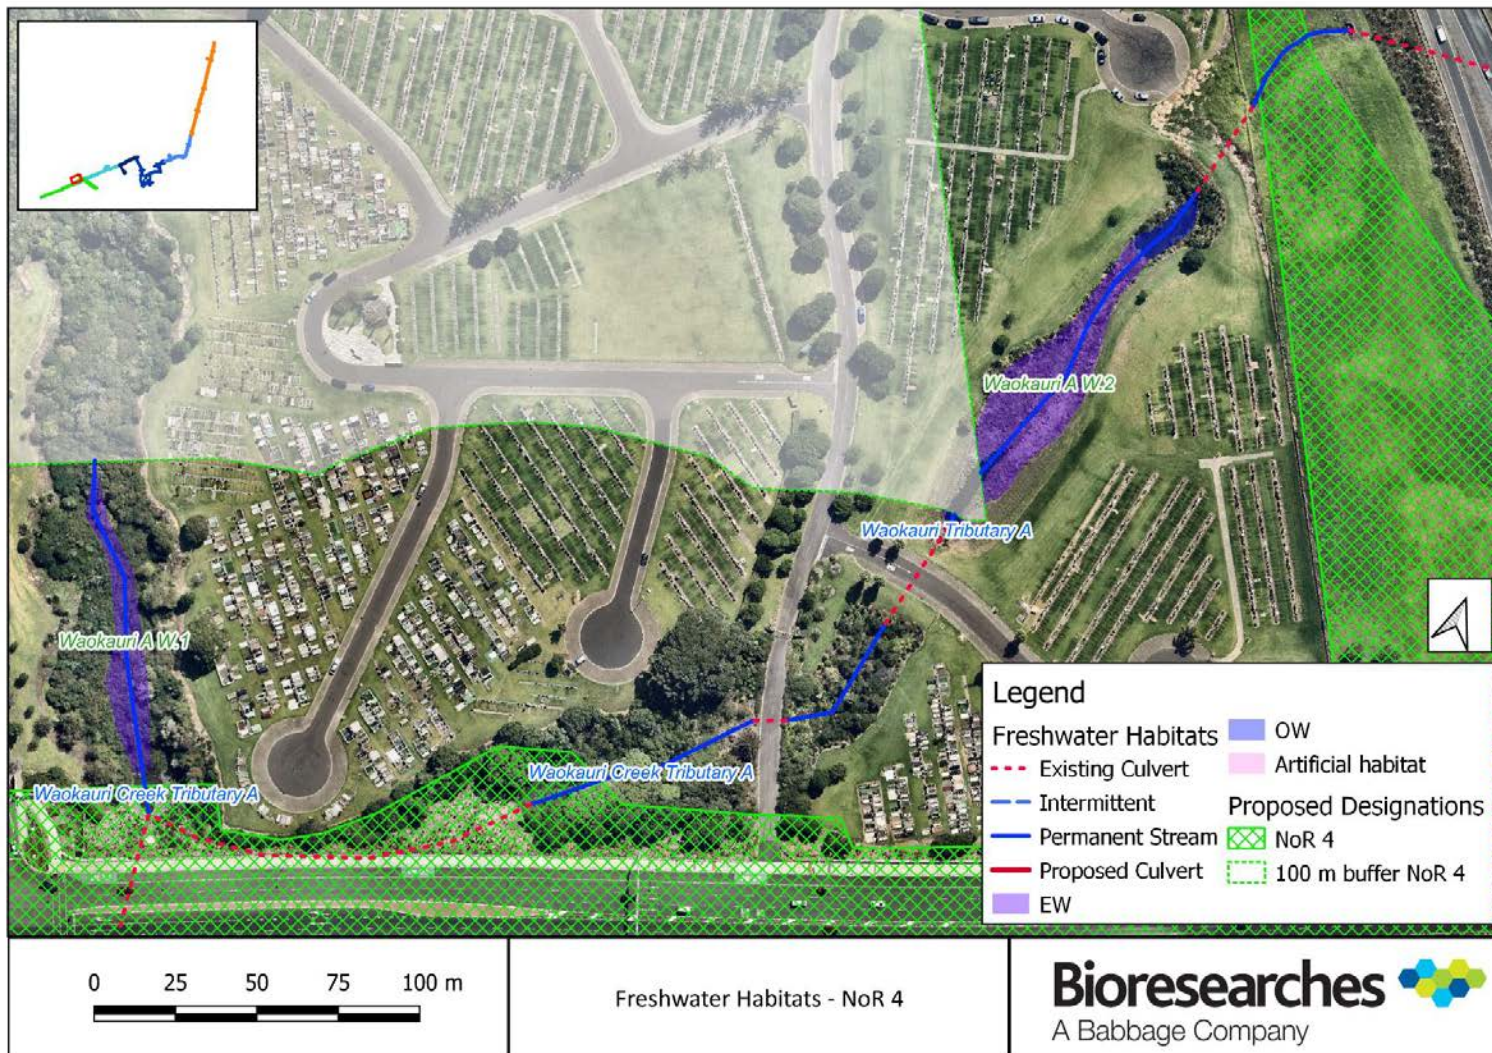 Waokauri A W.2
Waokauri Tributary A
Waokauri A W.1
Waokauri Creek Tributary A
Waokauri Creek Tributary A
Legend
Freshwater Habitats
Existing Culvert
Intermittent
Permanent Stream
Proposed Culvert
EW
OW
Artificial habitat
Proposed Designations
NoR 4
100 m buffer NoR 4
0 25 50 75 100 m
Freshwater Habitats - NoR 4
Bioresearches
A Babbage Company